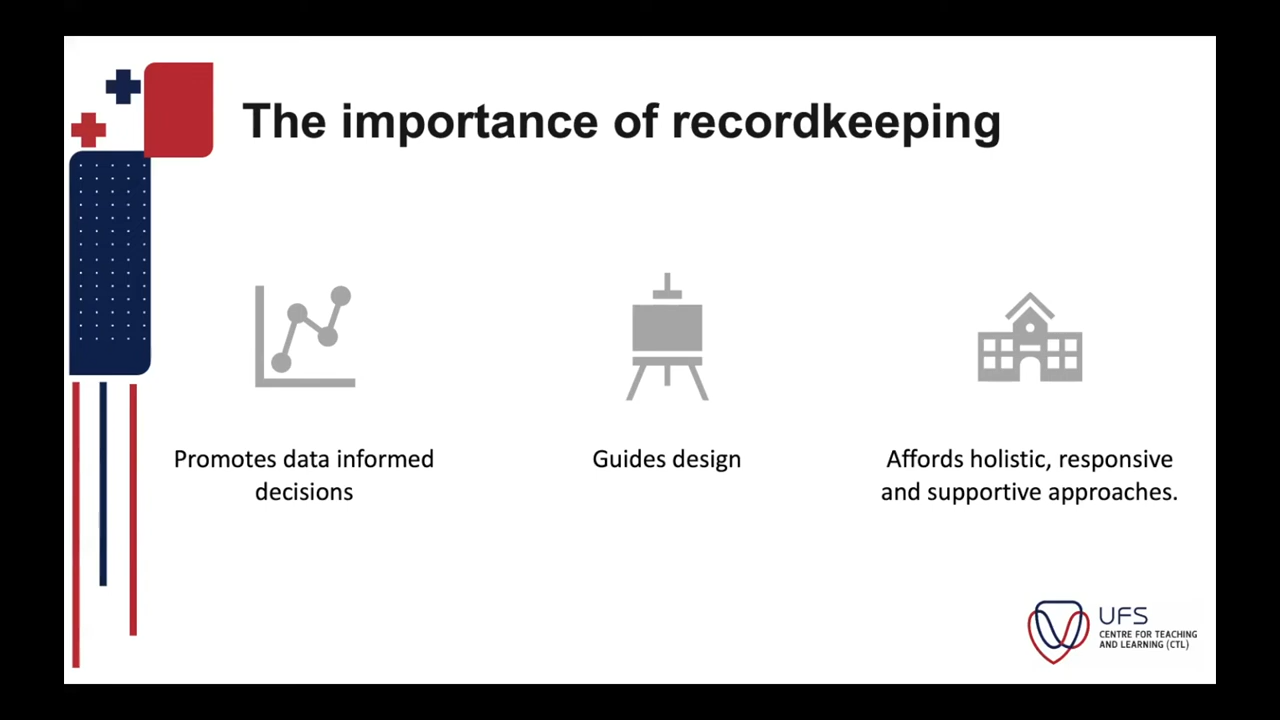 The importance of recordkeeping
Promotes data informed
decisions
Guides design
Affords holistic, responsive
and supportive approaches.
UFS
CENTRE FOR TEACHING
AND LEARNING (CTL)